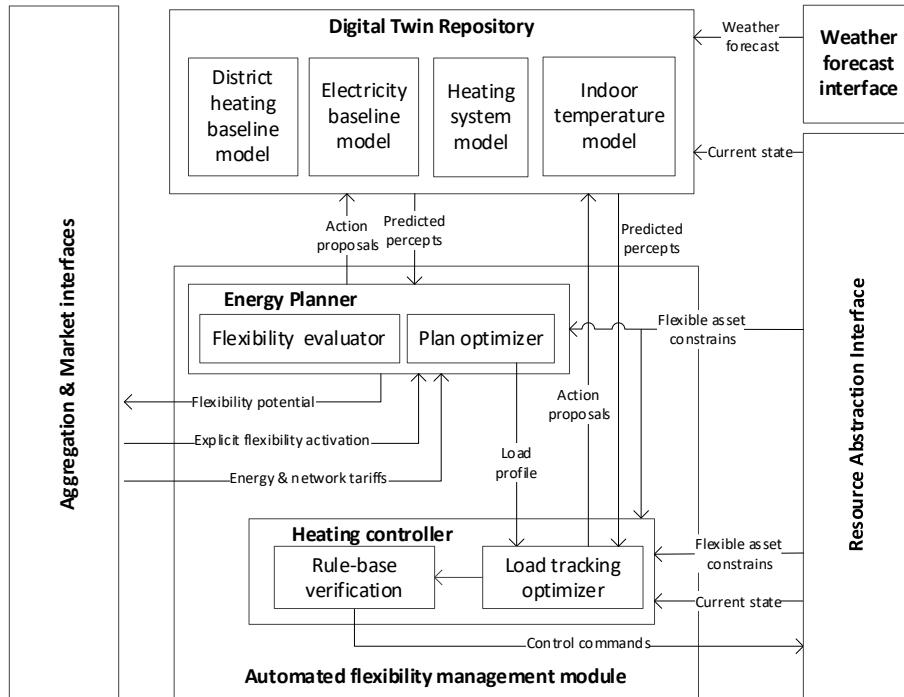 Aggregation & Market interfaces
Digital Twin Repository
District
heating
baseline
model
Electricity
baseline
model
Heating
system
model
Indoor
temperature
model
Weather
forecast
Weather
forecast
interface
Current state
Resource Abstraction Interface
Action
proposals
Predicted
percepts
Predicted
percepts
Energy Planner
Flexibility evaluator
Plan optimizer
Flexible asset
constrains
Flexibility potential
Explicit flexibility activation
Energy & network tariffs
Load
profile
Action
proposals
Heating controller
Rule-base
verification
Load tracking
optimizer
Flexible asset
constrains
Current state
Control commands
Automated flexibility management module